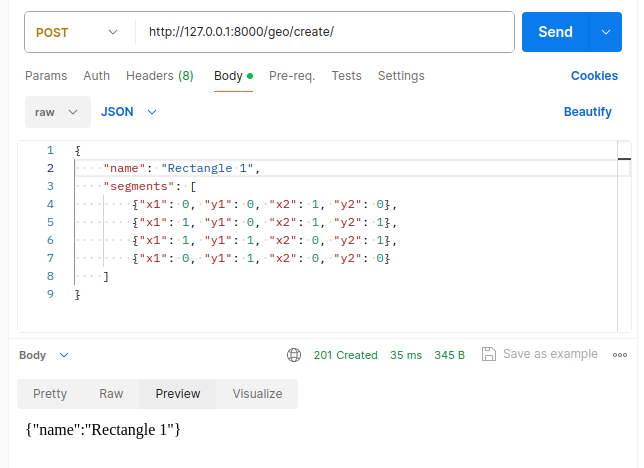 POST http://127.0.0.1:8000/geo/create/ Send
Params Auth Headers (8) Body Pre-req. Tests Settings Cookies
raw JSON Beautify
1 {
2 "name": "Rectangle 1",
3 "segments": [
4 {"x1": 0, "y1": 0, "x2": 1, "y2": 0},
5 {"x1": 1, "y1": 0, "x2": 1, "y2": 1},
6 {"x1": 1, "y1": 1, "x2": 0, "y2": 1},
7 {"x1": 0, "y1": 1, "x2": 0, "y2": 0}
8 ]
9 }
Body 201 Created 35 ms 345 B Save as example
Pretty Raw Preview Visualize
{"name":"Rectangle 1"}